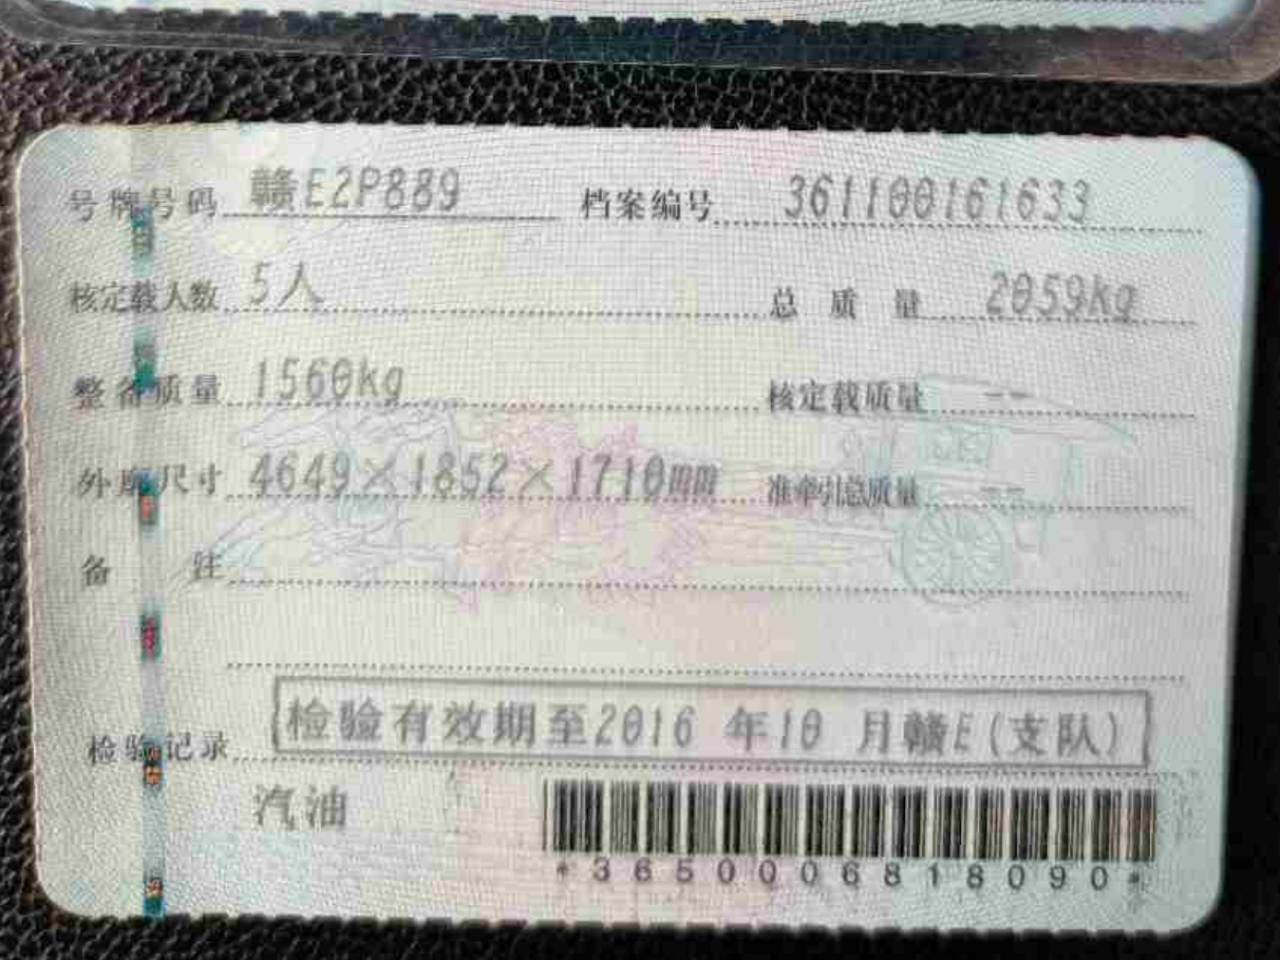 号牌号码 赣E2P889 档案编号 361100161633
核定载人数 5人 总质量 2059kg
整备质量 1560kg 核定载质量 --
外廓尺寸 4649×1852×1710mm 准牵引总质量 --
备注
检验记录 检验有效期至2016 年10 月赣E(支队)
汽油
*3650006818090*